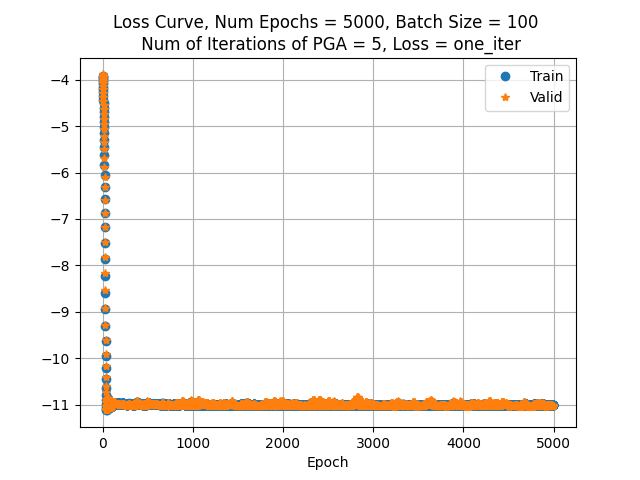 Loss Curve, Num Epochs = 5000, Batch Size = 100
Num of Iterations of PGA = 5, Loss = one_iter
Train
Valid
−4
−5
−6
−7
−8
−9
−10
−11
0 1000 2000 3000 4000 5000
Epoch